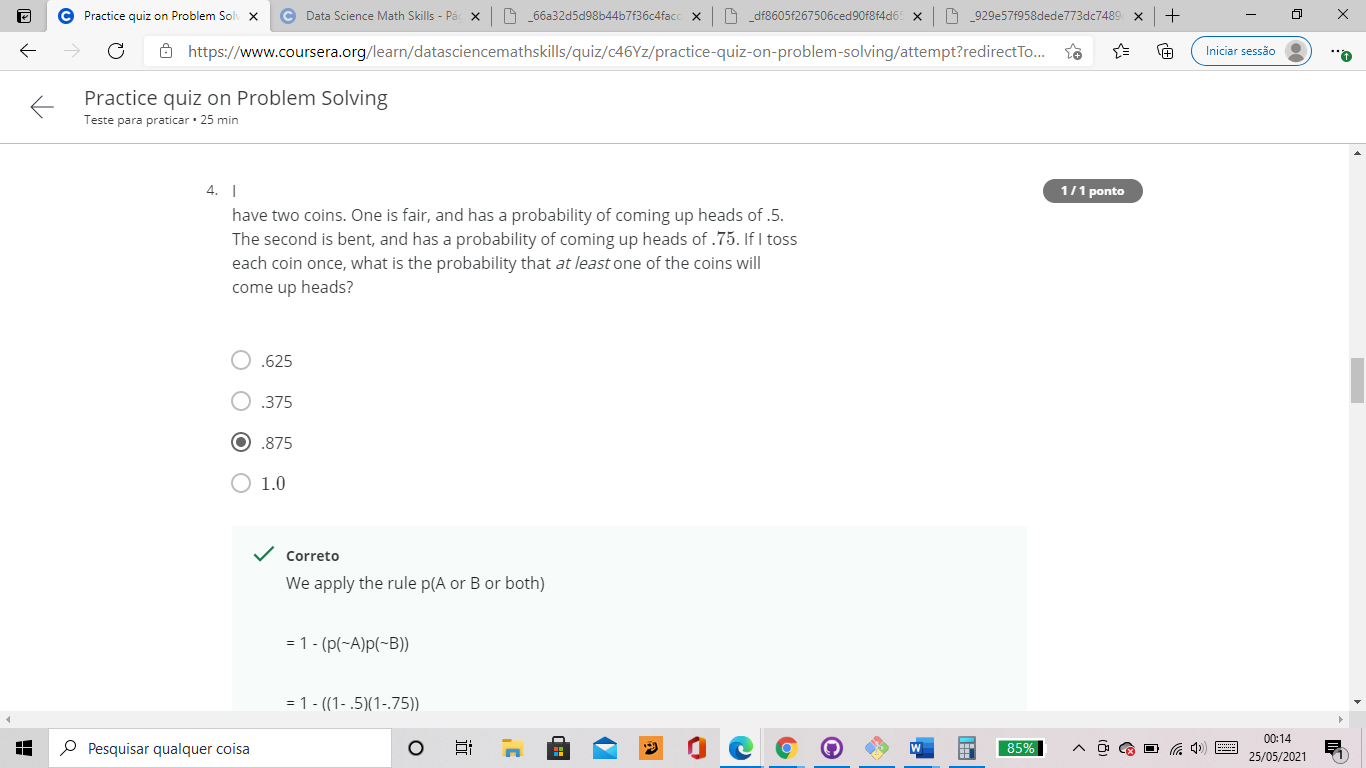 Practice quiz on Problem Solv
Data Science Math Skills - Pá
_66a32d5d98b44b7f36c4facc
_df8605f267506ced90f8f4d65
_929e57f958dede773dc7489
https://www.coursera.org/learn/datasciencemathskills/quiz/c46Yz/practice-quiz-on-problem-solving/attempt?redirectTo...
Iniciar sessão
Practice quiz on Problem Solving
Teste para praticar • 25 min
4. I
1 / 1 ponto
have two coins. One is fair, and has a probability of coming up heads of .5.
The second is bent, and has a probability of coming up heads of .75. If I toss
each coin once, what is the probability that at least one of the coins will
come up heads?
.625
.375
.875
1.0
Correto
We apply the rule p(A or B or both)
= 1 - (p(~A)p(~B))
= 1 - ((1- .5)(1-.75))
Pesquisar qualquer coisa
85%
00:14
25/05/2021
1